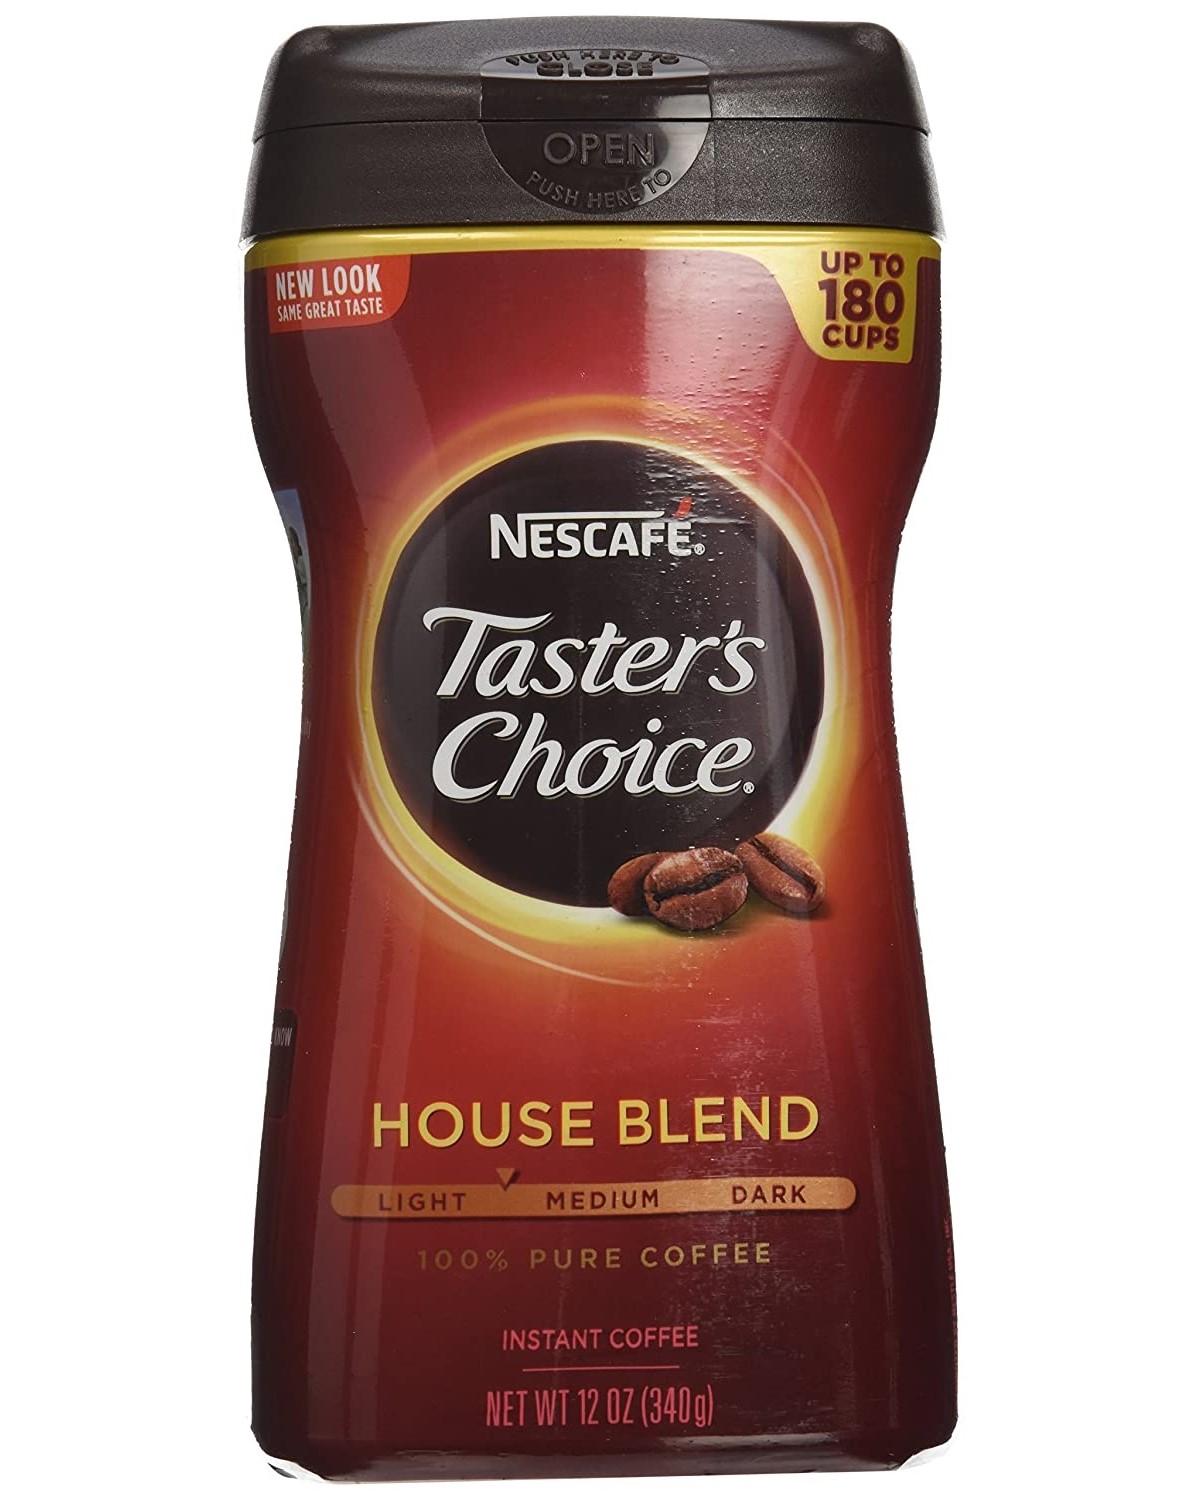 PUSH HERE TO
CLOSE
OPEN
PUSH HERE TO
NEW LOOK
SAME GREAT TASTE
UP TO
180
CUPS
NESCAFÉ®
Taster's
Choice®
KNOW
HOUSE BLEND
LIGHT MEDIUM DARK
100% PURE COFFEE
INSTANT COFFEE
NET WT 12 OZ (340g)